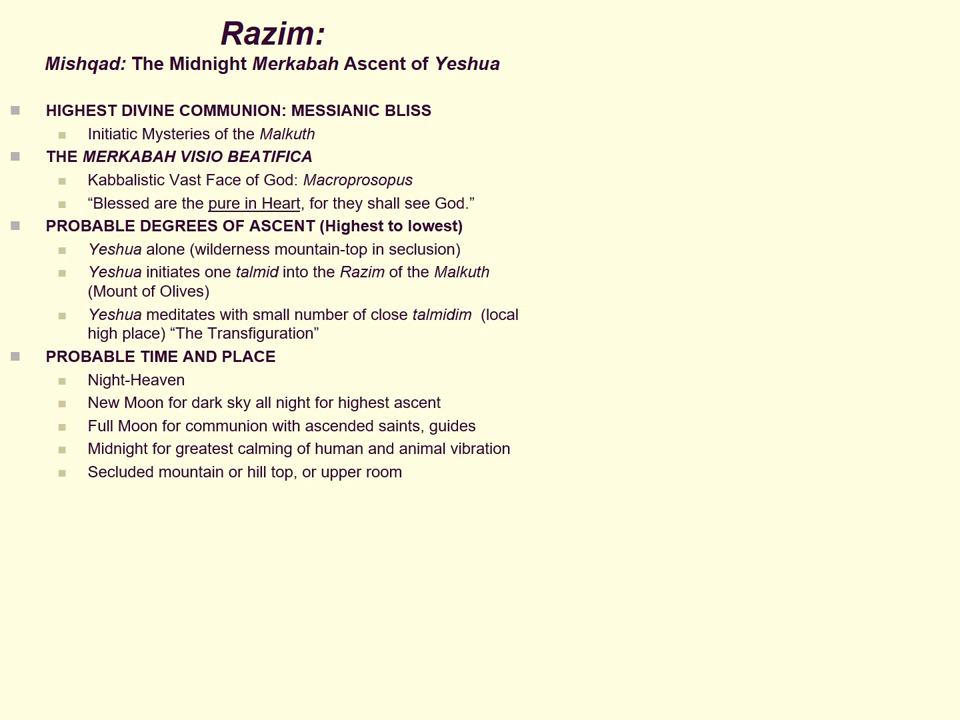 Razim:
Mishqad: The Midnight Merkabah Ascent of Yeshua
HIGHEST DIVINE COMMUNION: MESSIANIC BLISS
Initiatic Mysteries of the Malkuth
THE MERKABAH VISIO BEATIFICA
Kabbalistic Vast Face of God: Macroprosopus
“Blessed are the pure in Heart, for they shall see God.”
PROBABLE DEGREES OF ASCENT (Highest to lowest)
Yeshua alone (wilderness mountain-top in seclusion)
Yeshua initiates one talmid into the Razim of the Malkuth
(Mount of Olives)
Yeshua meditates with small number of close talmidim (local
high place) “The Transfiguration”
PROBABLE TIME AND PLACE
Night-Heaven
New Moon for dark sky all night for highest ascent
Full Moon for communion with ascended saints, guides
Midnight for greatest calming of human and animal vibration
Secluded mountain or hill top, or upper room